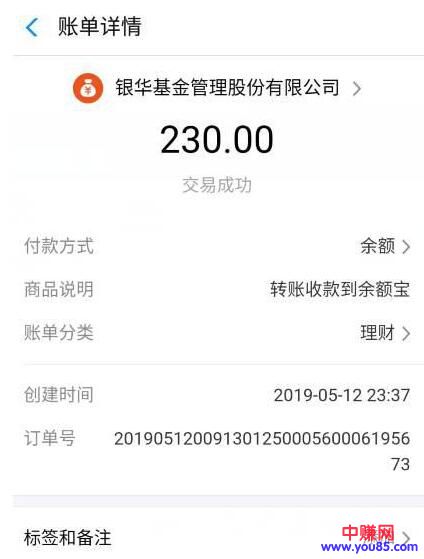 账单详情
银华基金管理股份有限公司
230.00
交易成功
付款方式 余额
商品说明 转账收款到余额宝
账单分类 理财
创建时间 2019-05-12 23:37
订单号 20190512009130125000560006195​6
73
标签和备注
中赚网
www.you85.com